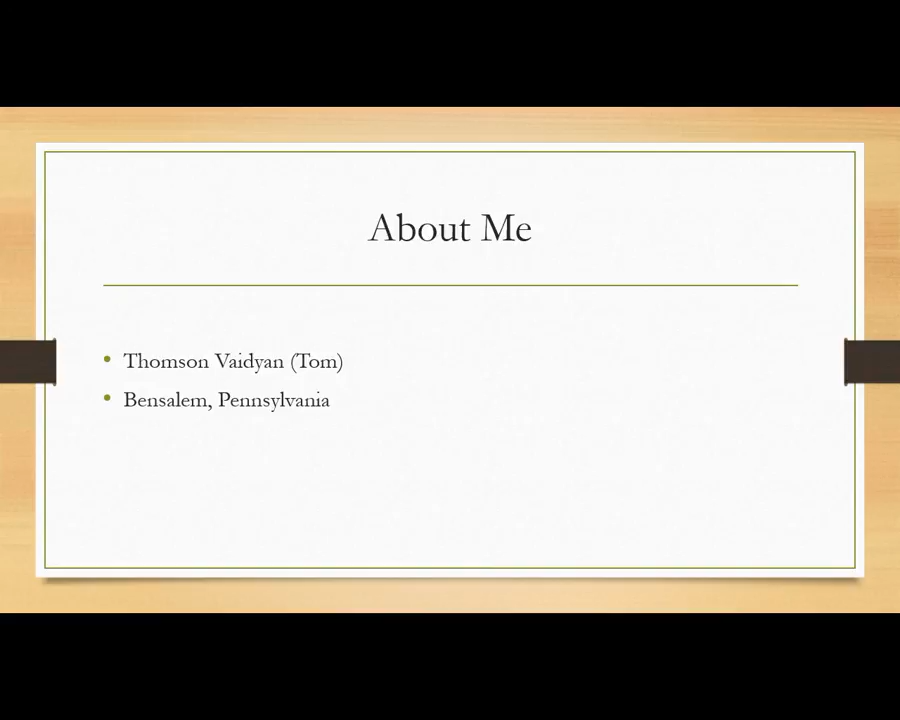 About Me
• Thomson Vaidyan (Tom)
• Bensalem, Pennsylvania